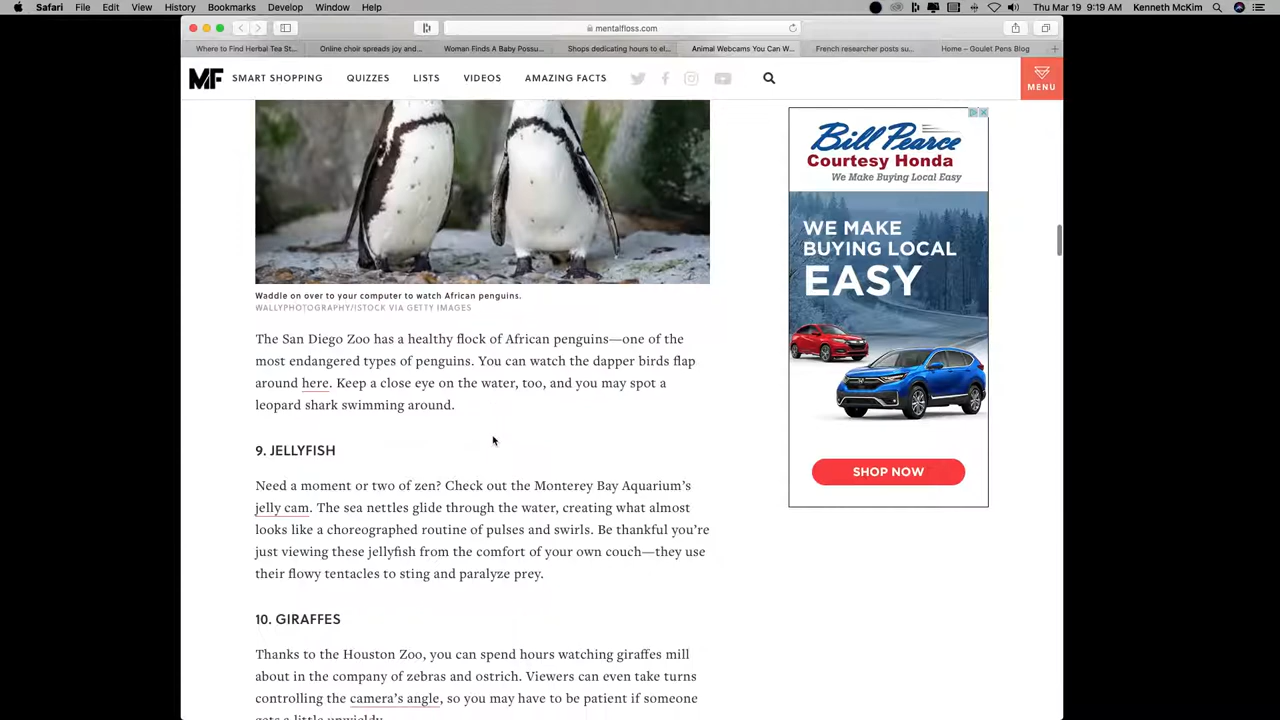 Safari File Edit View History Bookmarks Develop Window Help Thu Mar 19 9:19 AM Kenneth McKim
mentalfloss.com
Where to Find Herbal Tea St... Online choir spreads joy and... Woman Finds A Baby Possu... Shops dedicating hours to el... Animal Webcams You Can W... French researcher posts su... Home – Goulet Pens Blog
MF SMART SHOPPING QUIZZES LISTS VIDEOS AMAZING FACTS MENU
Waddle on over to your computer to watch African penguins.
WALLYPHOTOGRAPHY/ISTOCK VIA GETTY IMAGES
The San Diego Zoo has a healthy flock of African penguins—one of the
most endangered types of penguins. You can watch the dapper birds flap
around here. Keep a close eye on the water, too, and you may spot a
leopard shark swimming around.
9. JELLYFISH
Need a moment or two of zen? Check out the Monterey Bay Aquarium's
jelly cam. The sea nettles glide through the water, creating what almost
looks like a choreographed routine of pulses and swirls. Be thankful you're
just viewing these jellyfish from the comfort of your own couch—they use
their flowy tentacles to sting and paralyze prey.
10. GIRAFFES
Thanks to the Houston Zoo, you can spend hours watching giraffes mill
about in the company of zebras and ostrich. Viewers can even take turns
controlling the camera's angle, so you may have to be patient if someone
gets a little unwieldy.
Bill Pearce
Courtesy Honda
We Make Buying Local Easy
WE MAKE
BUYING LOCAL
EASY
SHOP NOW